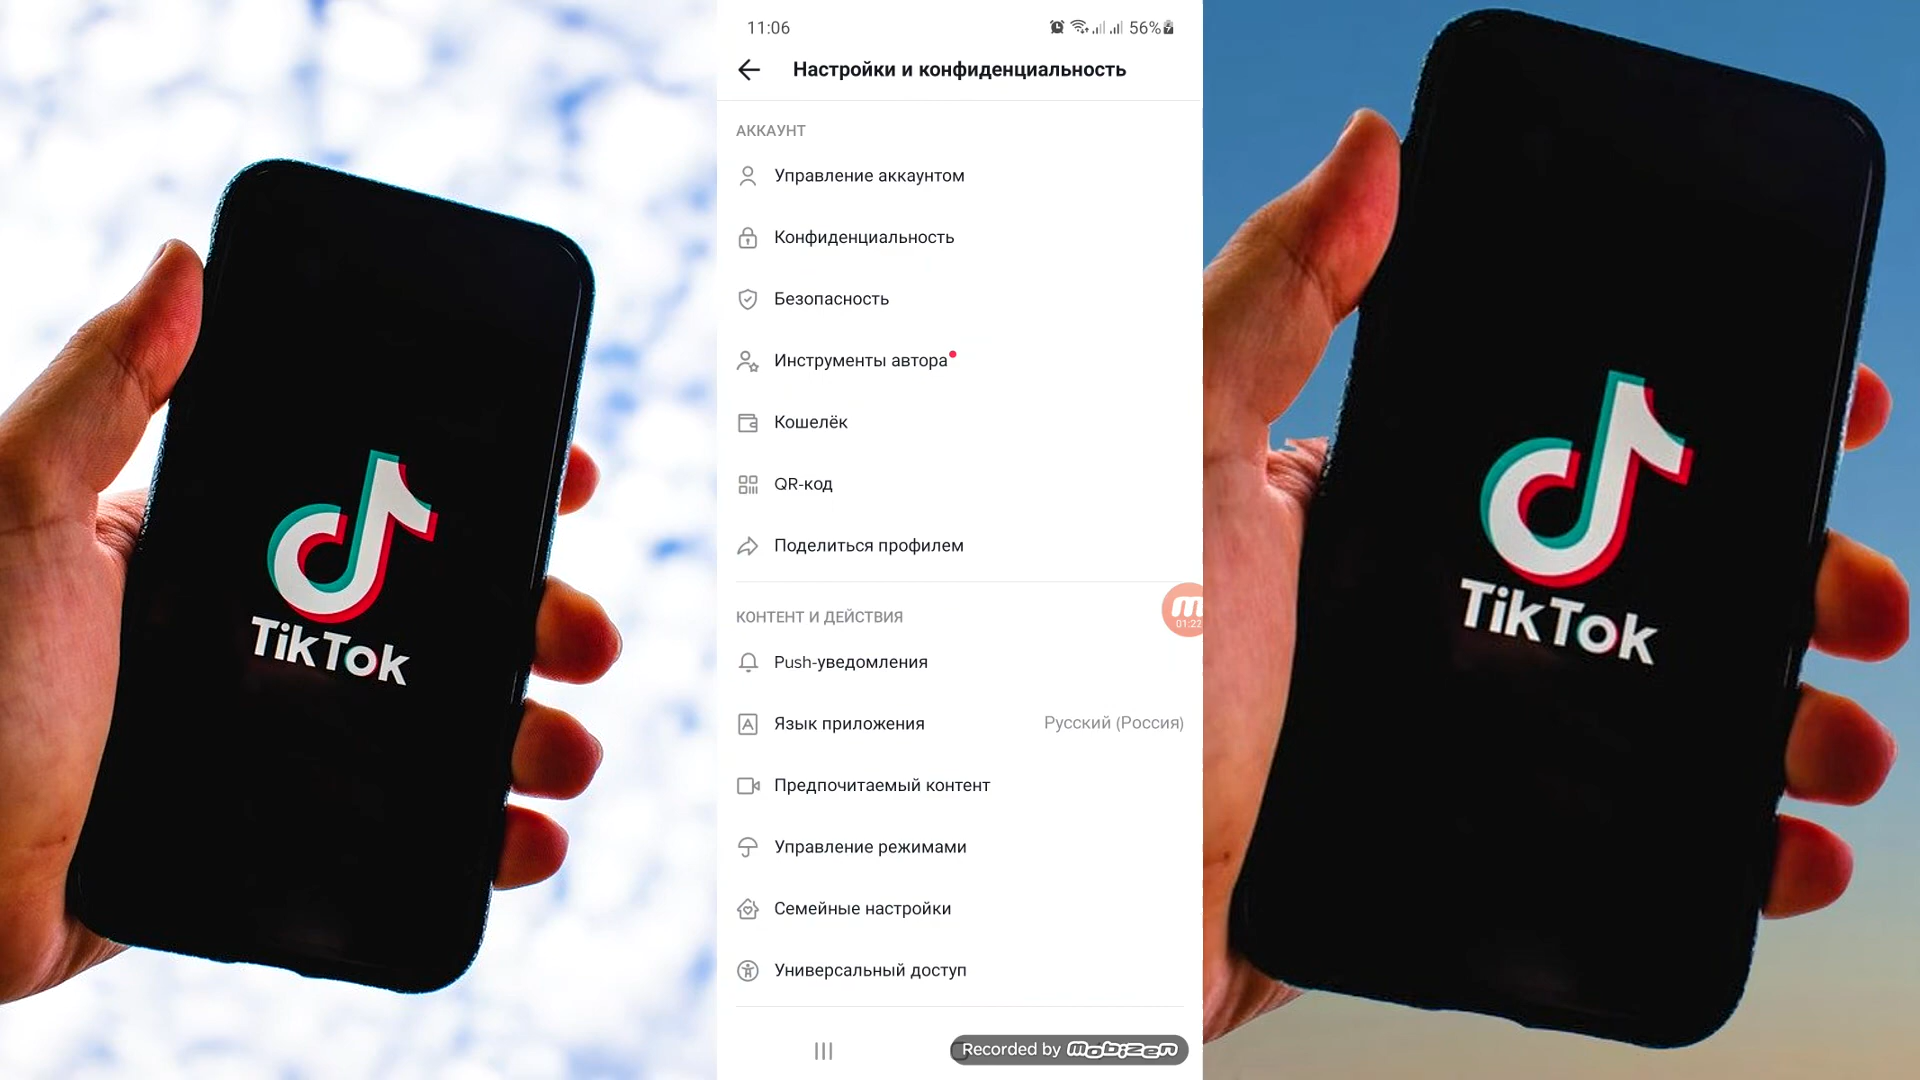 TikTok
11:06
56%
Настройки и конфиденциальность
АККАУНТ
Управление аккаунтом
Конфиденциальность
Безопасность
Инструменты автора
Кошелёк
QR-код
Поделиться профилем
КОНТЕНТ И ДЕЙСТВИЯ
01:22
Push-уведомления
Язык приложения Русский (Россия)
Предпочитаемый контент
Управление режимами
Семейные настройки
Универсальный доступ
Recorded by mobizen
TikTok